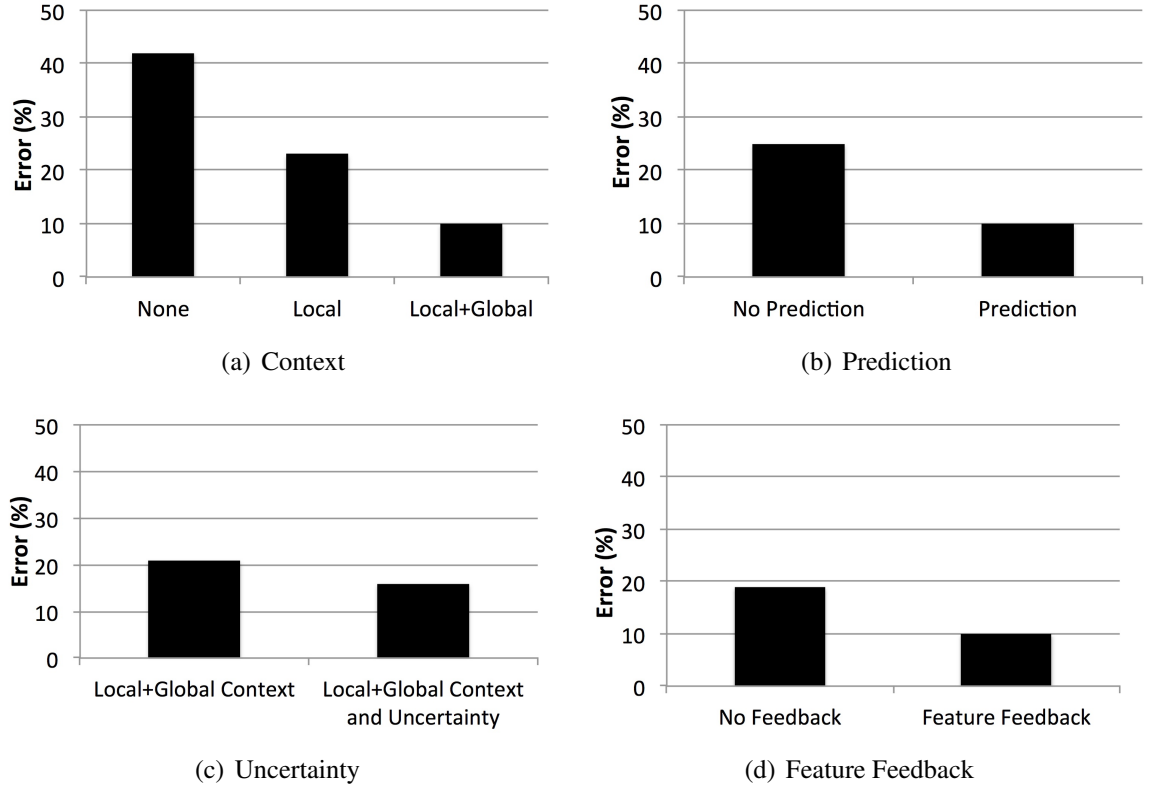 50
40
30
20
10
0
Error (%)
None Local Local+Global
(a) Context
50
40
30
20
10
0
Error (%)
No Prediction Prediction
(b) Prediction
50
40
30
20
10
0
Error (%)
Local+Global Context Local+Global Context
and Uncertainty
(c) Uncertainty
50
40
30
20
10
0
Error (%)
No Feedback Feature Feedback
(d) Feature Feedback